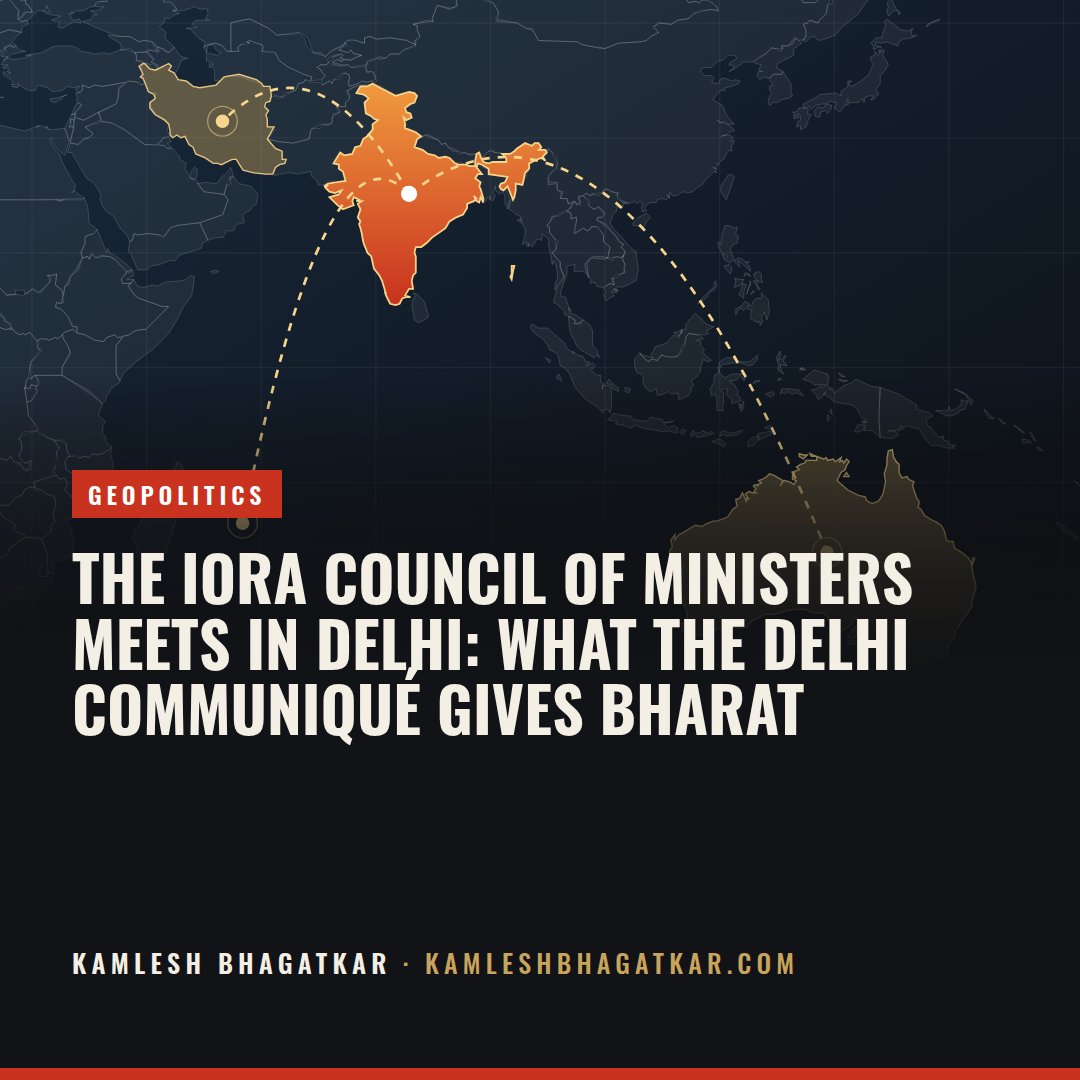 GEOPOLITICS
THE IORA COUNCIL OF MINISTERS
MEETS IN DELHI: WHAT THE DELHI
COMMUNIQUÉ GIVES BHARAT
KAMLESH BHAGATKAR · KAMLESHBHAGATKAR.COM